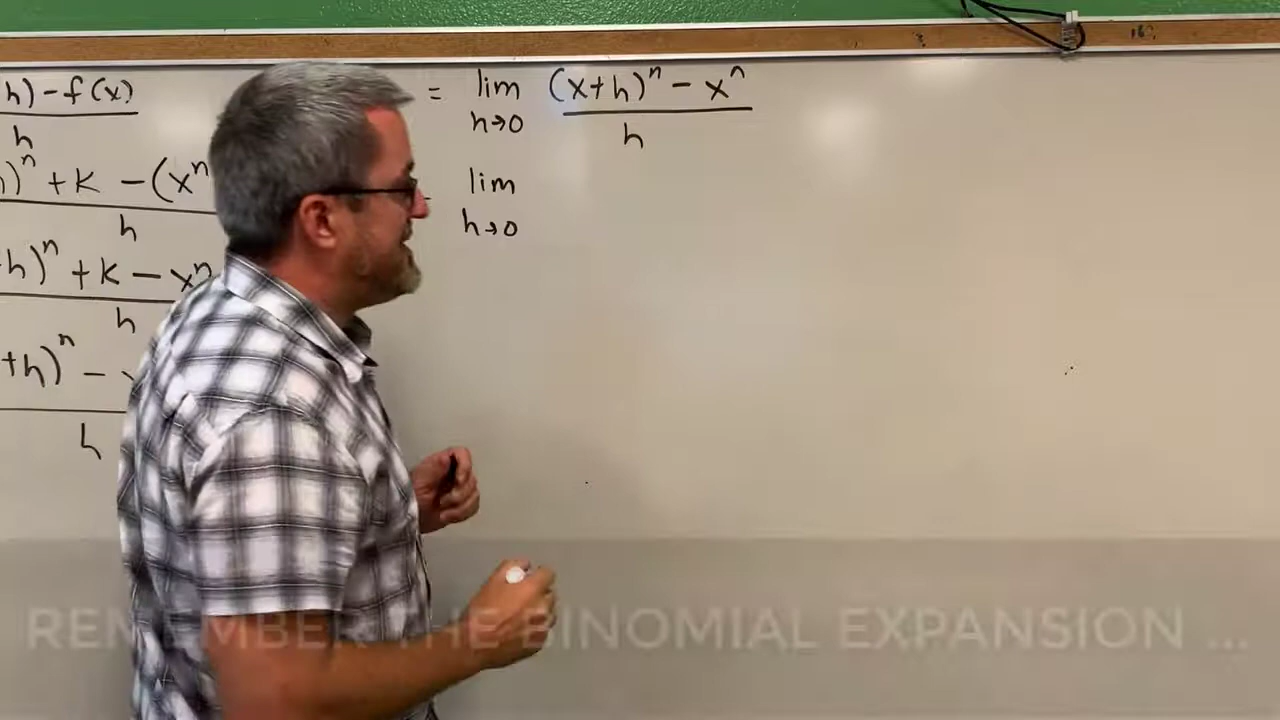 h) - f(x)
h
)ⁿ + K - (xⁿ
h
h)ⁿ + K - xⁿ
h
+h)ⁿ -
h
= lim (x+h)ⁿ - xⁿ
h→0 h
lim
h→0
REMEMBER THE BINOMIAL EXPANSION ...